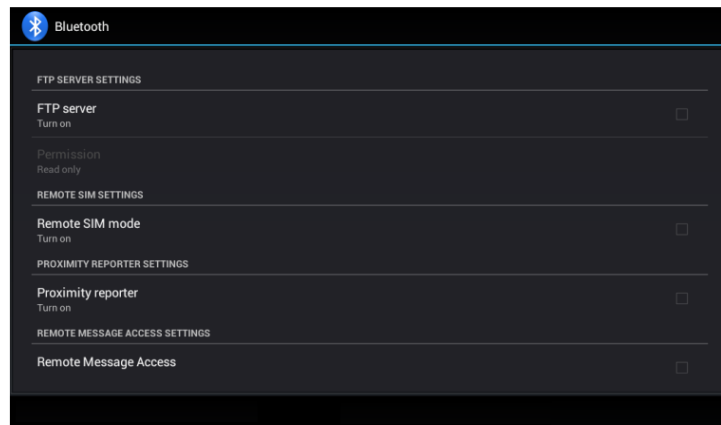 Bluetooth
FTP SERVER SETTINGS
FTP server
Turn on
Permission
Read only
REMOTE SIM SETTINGS
Remote SIM mode
Turn on
PROXIMITY REPORTER SETTINGS
Proximity reporter
Turn on
REMOTE MESSAGE ACCESS SETTINGS
Remote Message Access